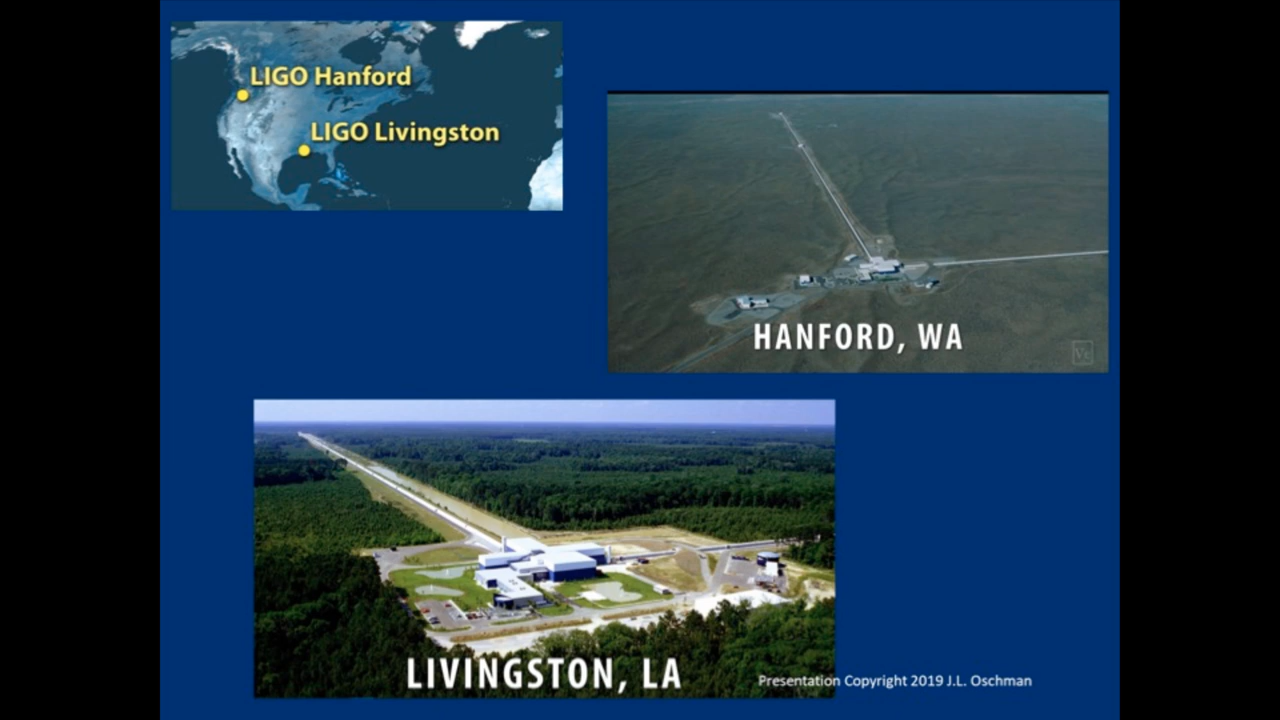 LIGO Hanford
LIGO Livingston
HANFORD, WA
LIVINGSTON, LA
Presentation Copyright 2019 J.L. Oschman